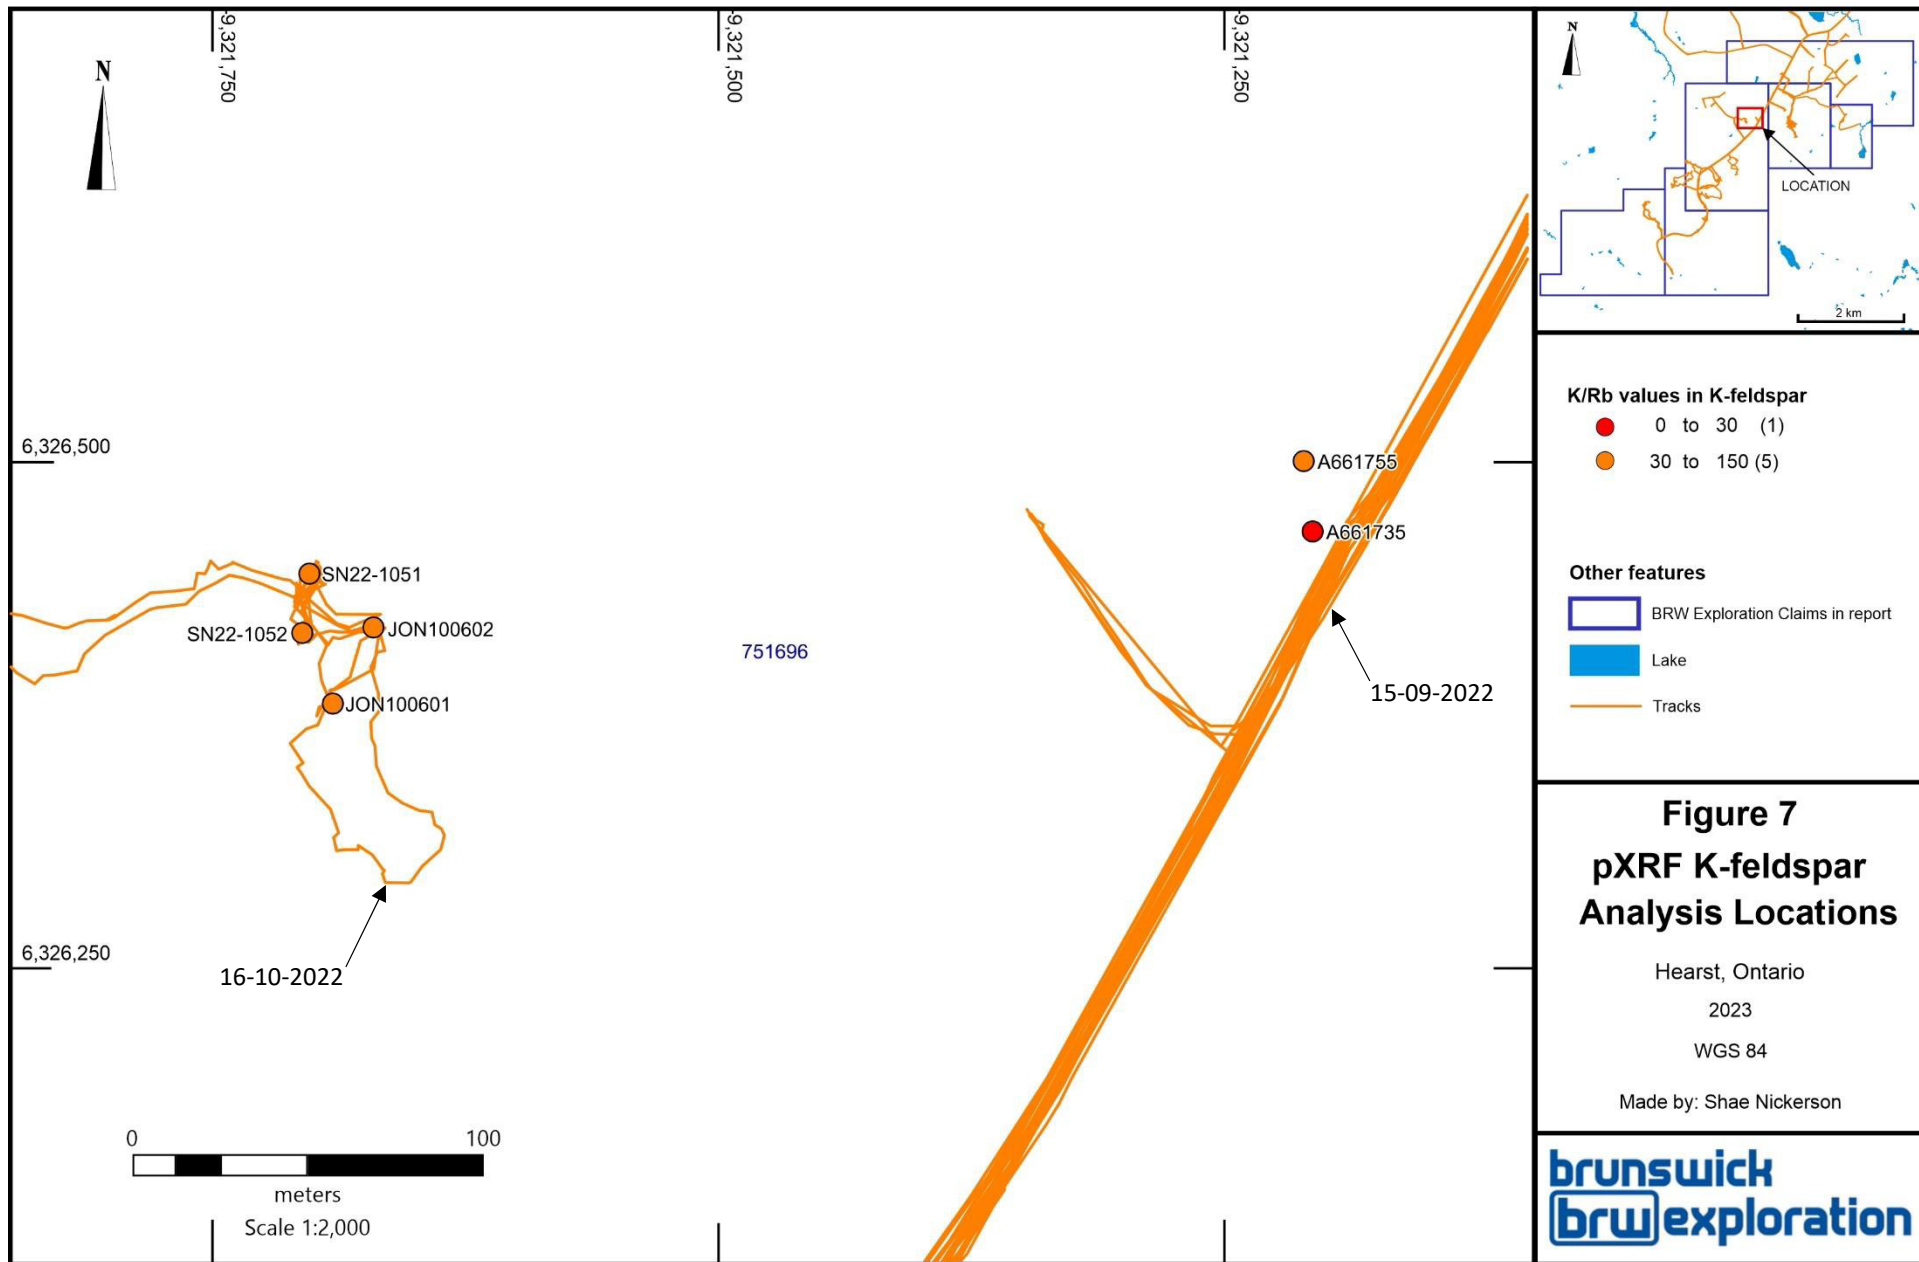 9,321,750
9,321,500
9,321,250
N
6,326,500
A661755
A661735
SN22-1051
SN22-1052
JON100602
JON100601
751696
15-09-2022
6,326,250
16-10-2022
0 100
meters
Scale 1:2,000
N
LOCATION
2 km
K/Rb values in K-feldspar
0 to 30 (1)
30 to 150 (5)
Other features
BRW Exploration Claims in report
Lake
Tracks
Figure 7
pXRF K-feldspar
Analysis Locations
Hearst, Ontario
2023
WGS 84
Made by: Shae Nickerson
brunswick
brw exploration